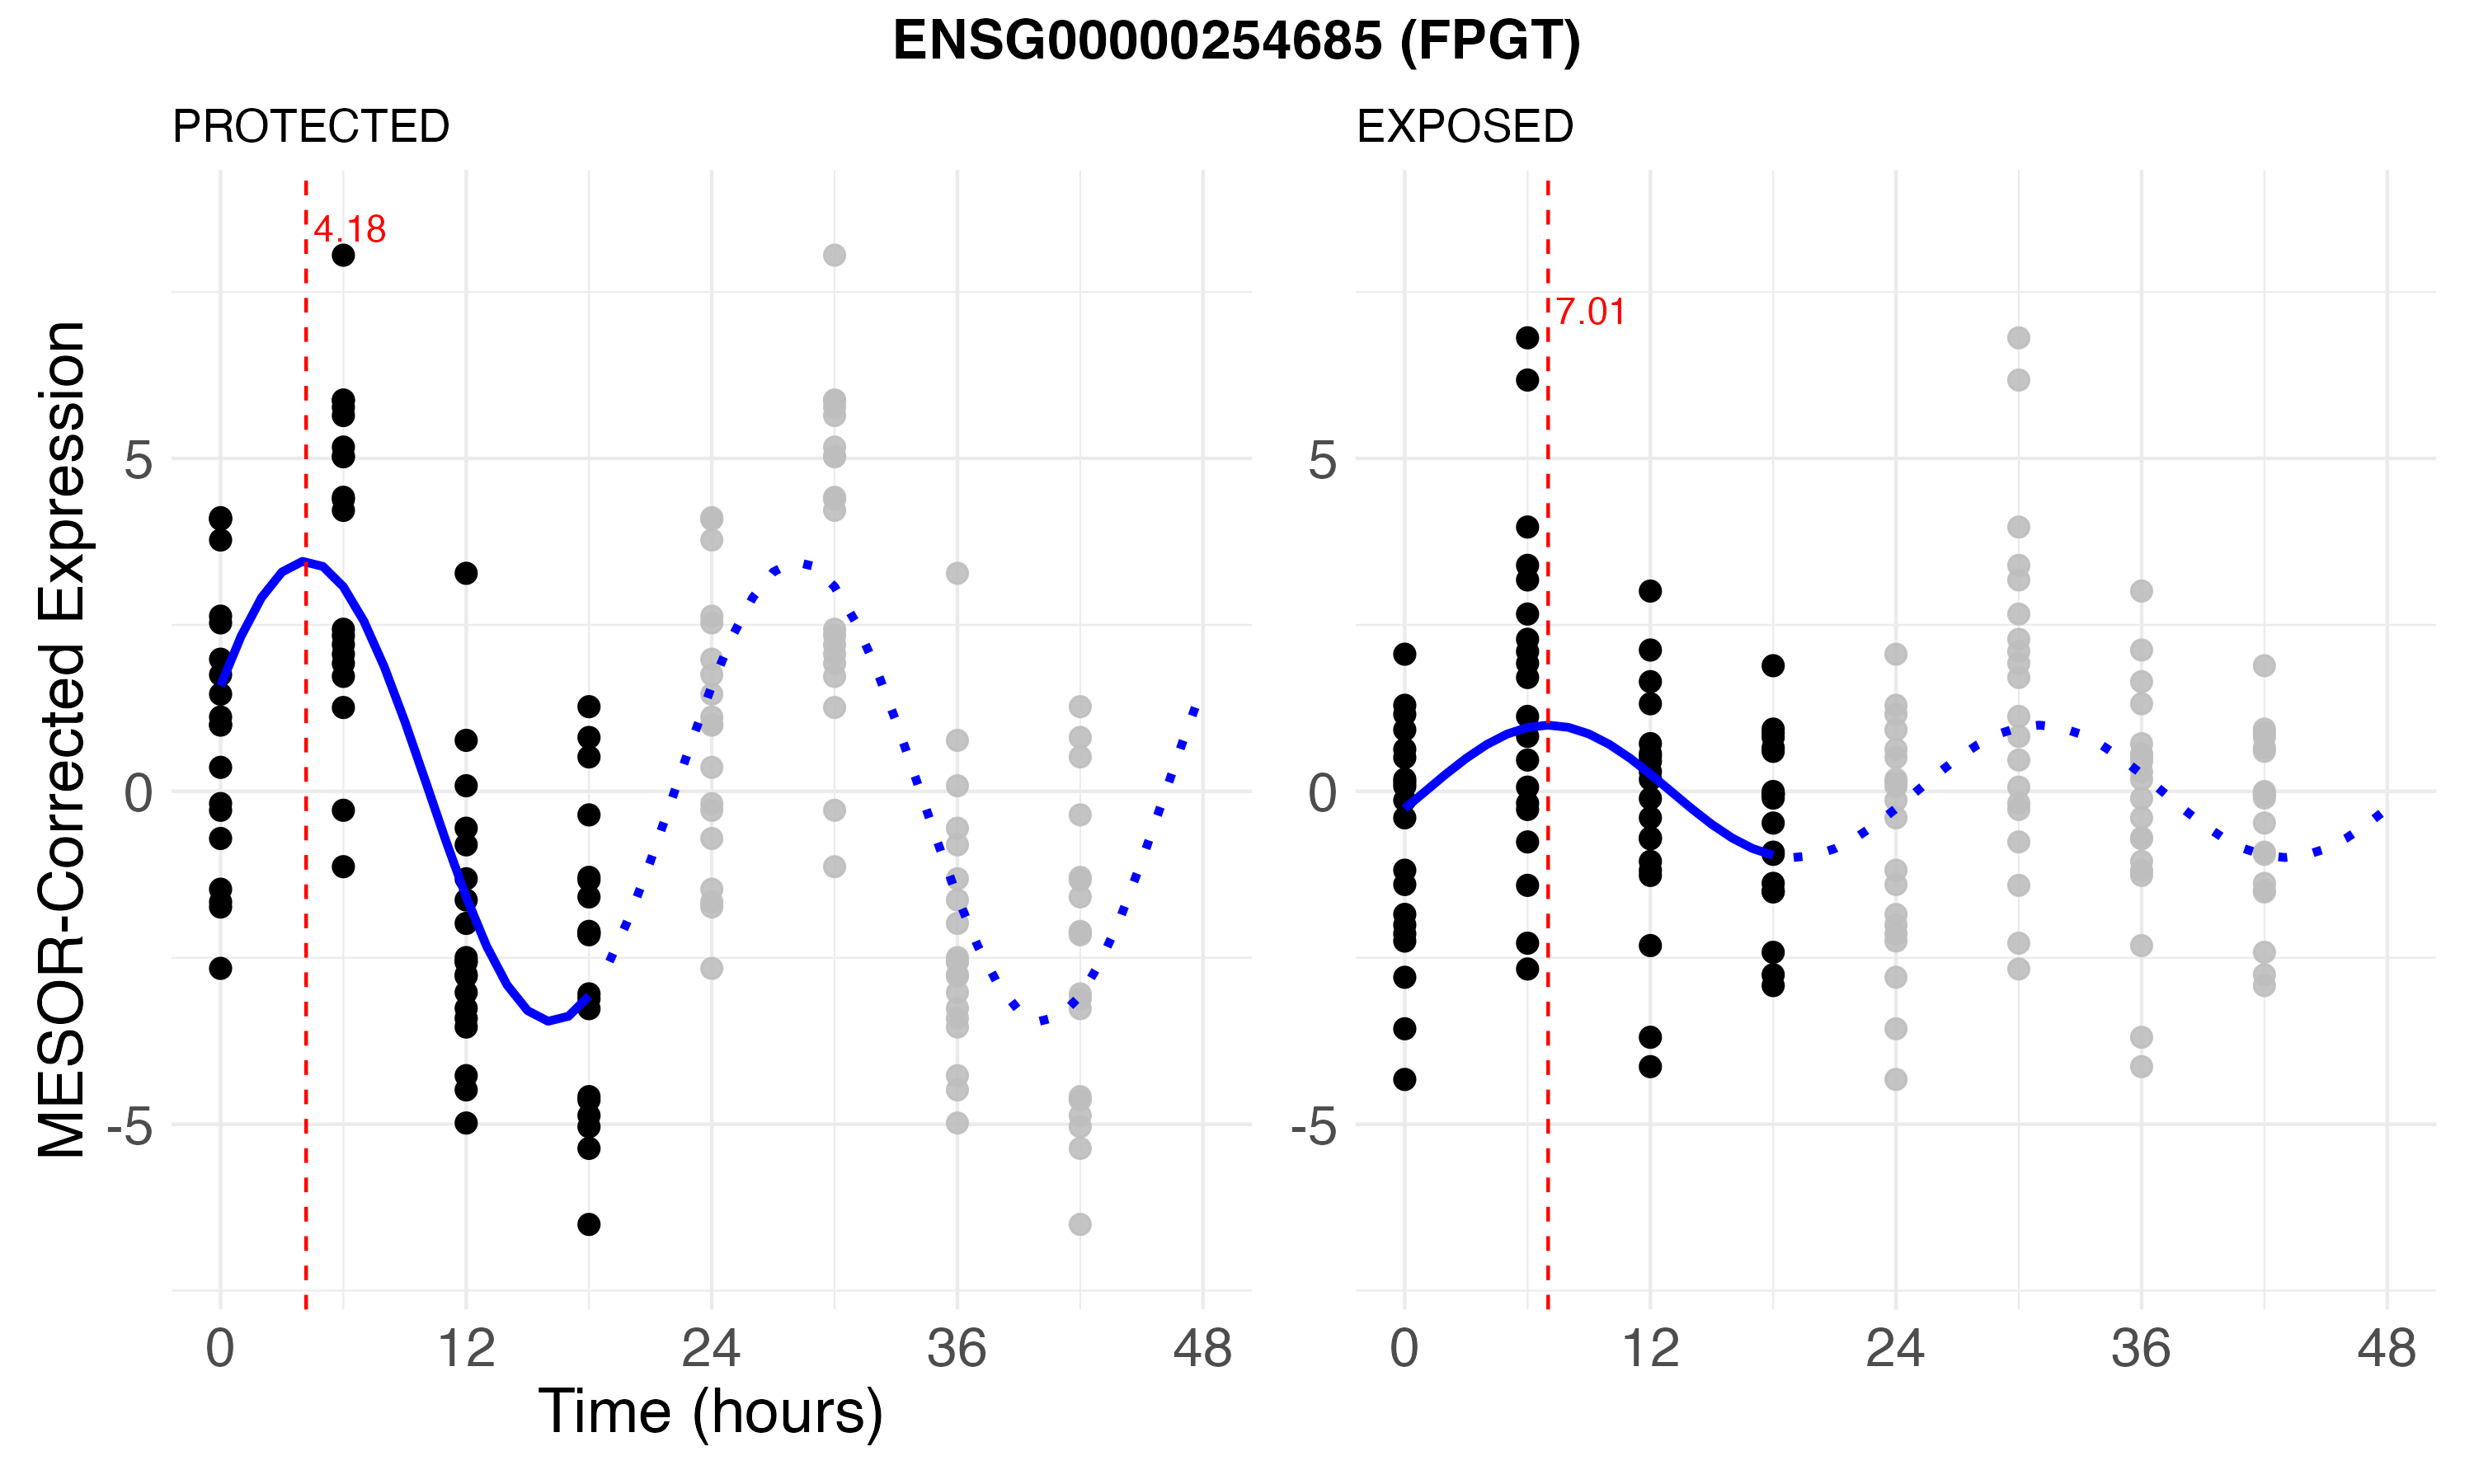 ENSG00000254685 (FPGT)
PROTECTED
EXPOSED
4.18
7.01
MESOR-Corrected Expression
5
0
-5
5
0
-5
0 12 24 36 48
0 12 24 36 48
Time (hours)